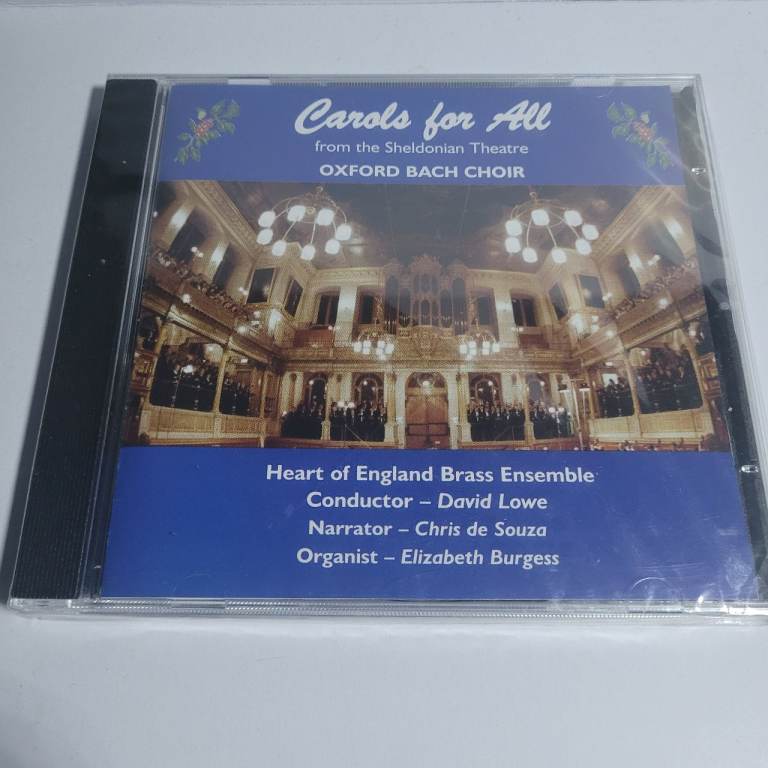 Carols for All
from the Sheldonian Theatre
OXFORD BACH CHOIR
Heart of England Brass Ensemble
Conductor – David Lowe
Narrator – Chris de Souza
Organist – Elizabeth Burgess